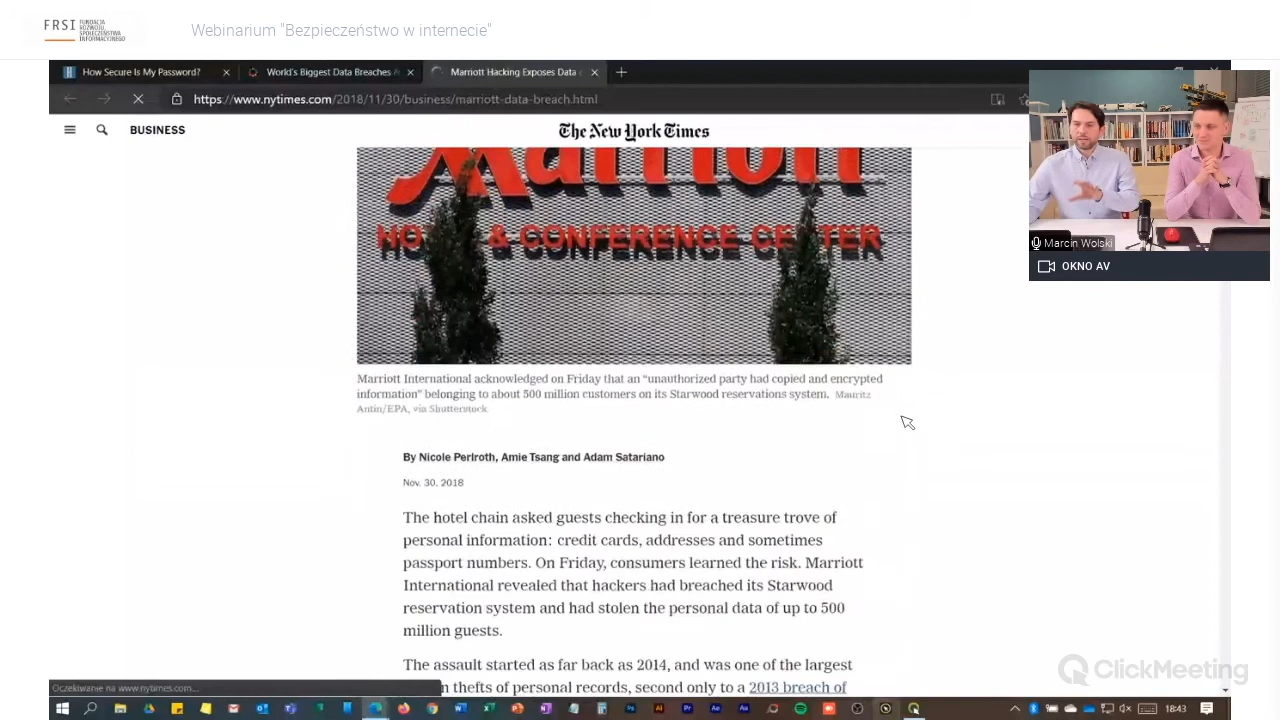 FRSI
FUNDACJA
ROZWOJU
SPOŁECZEŃSTWA
INFORMACYJNEGO
Webinarium "Bezpieczeństwo w internecie"
How Secure Is My Password?
World's Biggest Data Breaches &
Marriott Hacking Exposes Data
https://www.nytimes.com/2018/11/30/business/marriott-data-breach.html
BUSINESS
The New York Times
Marriott
& CONFERENCE
Marcin Wolski
OKNO AV
Marriott International acknowledged on Friday that an “unauthorized party had copied and encrypted
information” belonging to about 500 million customers on its Starwood reservations system. Mauritz
Antin/EPA, via Shutterstock
By Nicole Perlroth, Amie Tsang and Adam Satariano
Nov. 30, 2018
The hotel chain asked guests checking in for a treasure trove of
personal information: credit cards, addresses and sometimes
passport numbers. On Friday, consumers learned the risk. Marriott
International revealed that hackers had breached its Starwood
reservation system and had stolen the personal data of up to 500
million guests.
The assault started as far back as 2014, and was one of the largest
thefts of personal records, second only to a 2013 breach of
ClickMeeting
Oczekiwanie na www.nytimes.com...
18:43